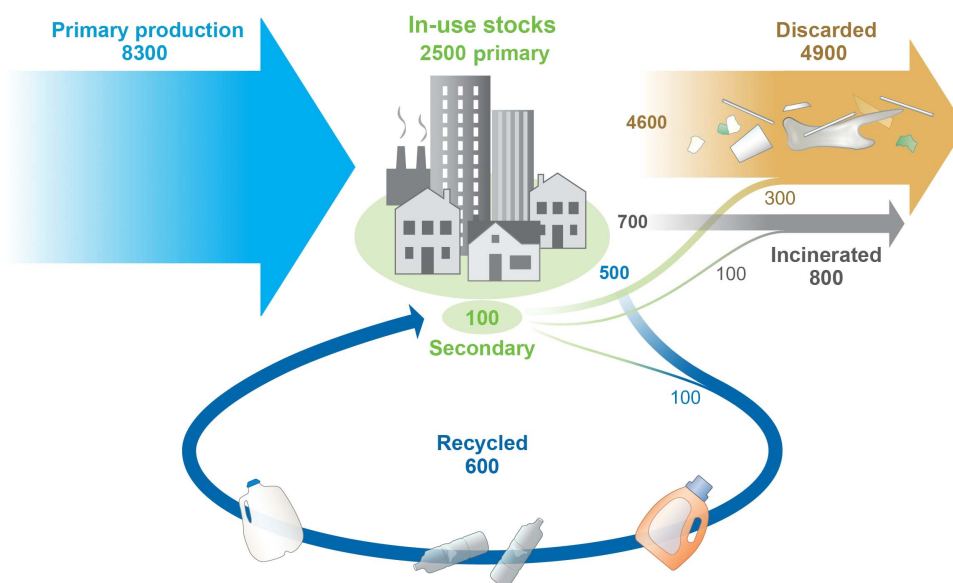 Primary production
8300
In-use stocks
2500 primary
Discarded
4900
4600
300
700
Incinerated
800
100
500
100
Secondary
100
Recycled
600